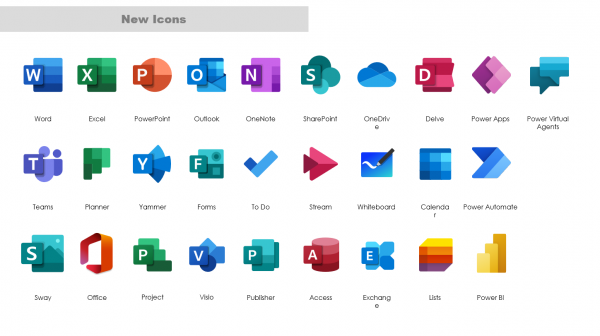 New Icons
W X P O N S D
Word Excel PowerPoint Outlook OneNote SharePoint OneDriv
e Delve Power Apps Power Virtual
Agents
T Y F
Teams Planner Yammer Forms To Do Stream Whiteboard Calenda
r Power Automate
S P V P A E
Sway Office Project Visio Publisher Access Exchang
e Lists Power BI